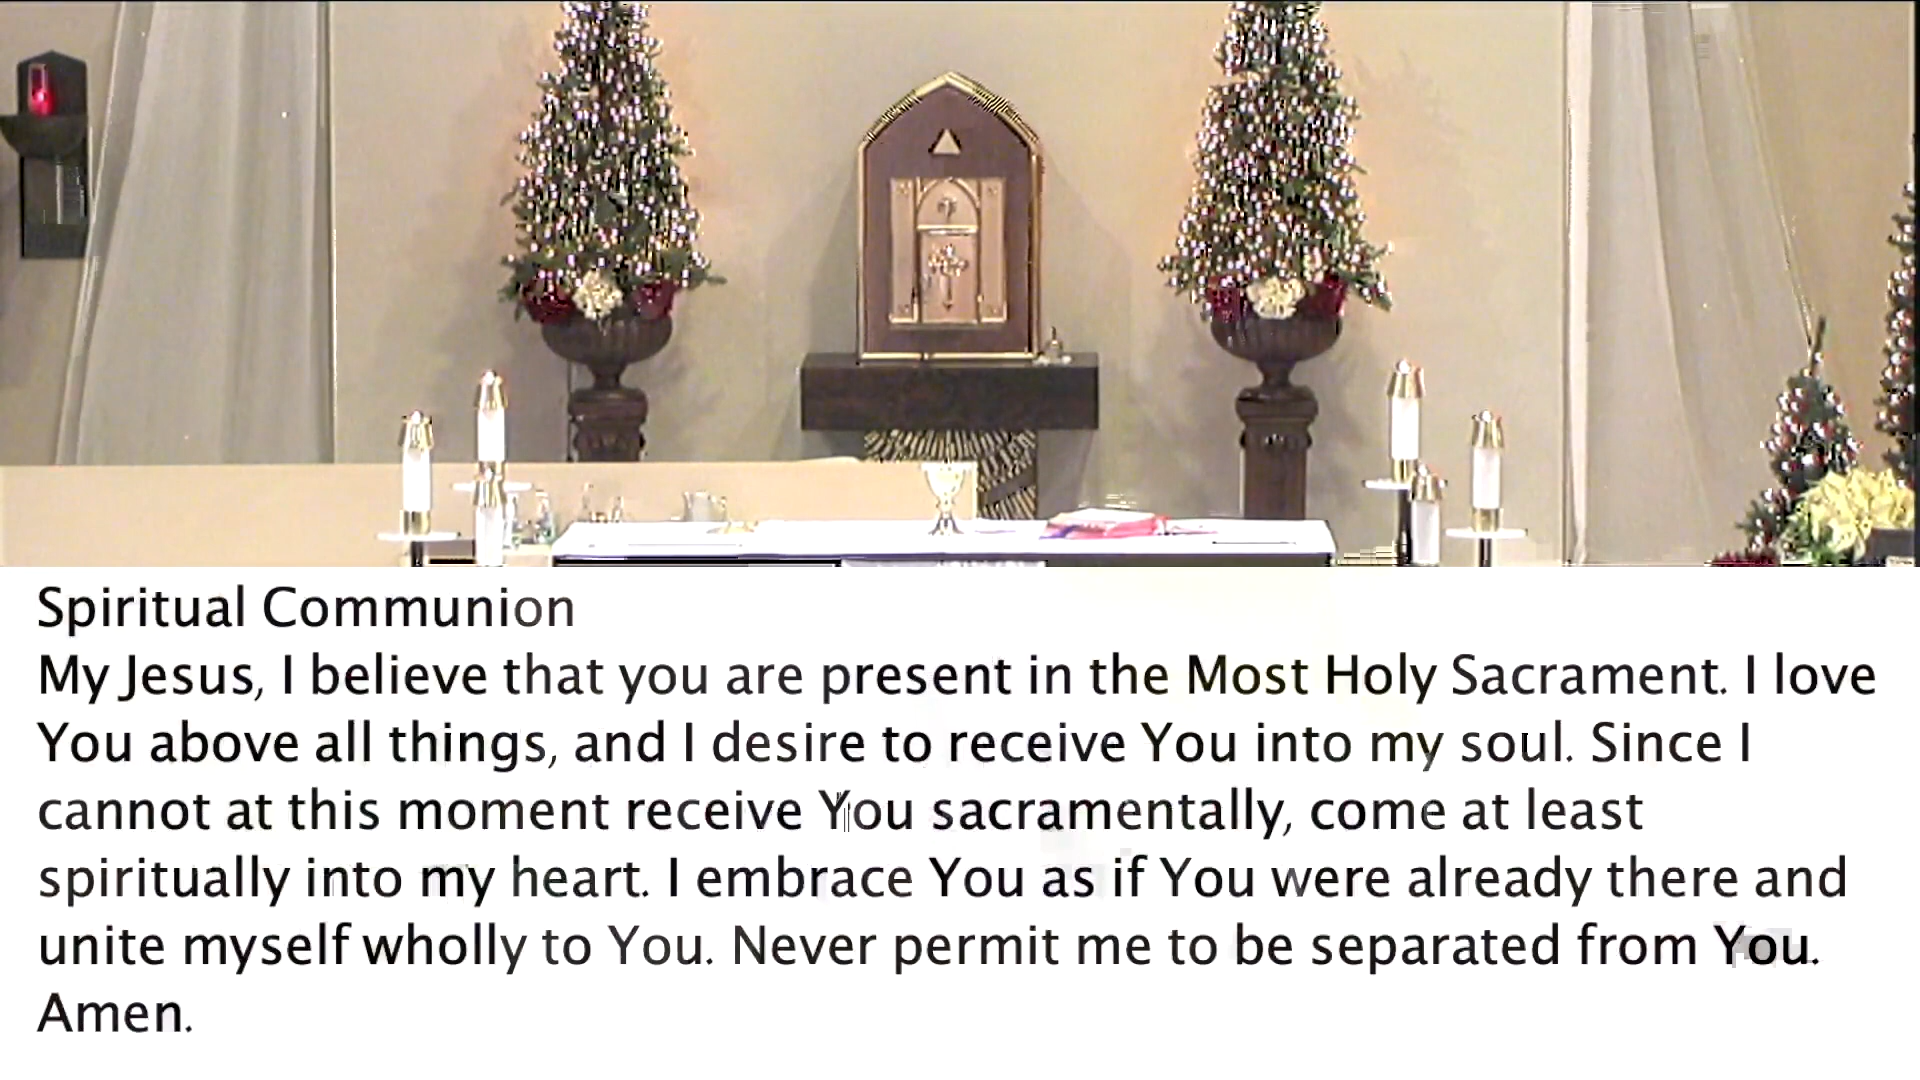 Spiritual Communion
My Jesus, I believe that you are present in the Most Holy Sacrament. I love
You above all things, and I desire to receive You into my soul. Since I
cannot at this moment receive You sacramentally, come at least
spiritually into my heart. I embrace You as if You were already there and
unite myself wholly to You. Never permit me to be separated from You.
Amen.